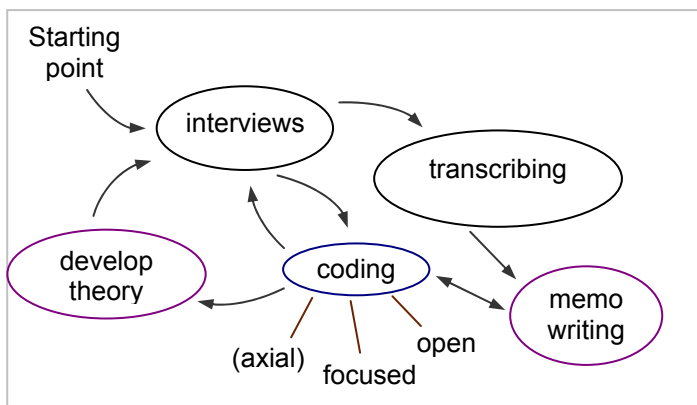 Starting
point
interviews
transcribing
develop
theory
coding
memo
writing
(axial)
focused
open